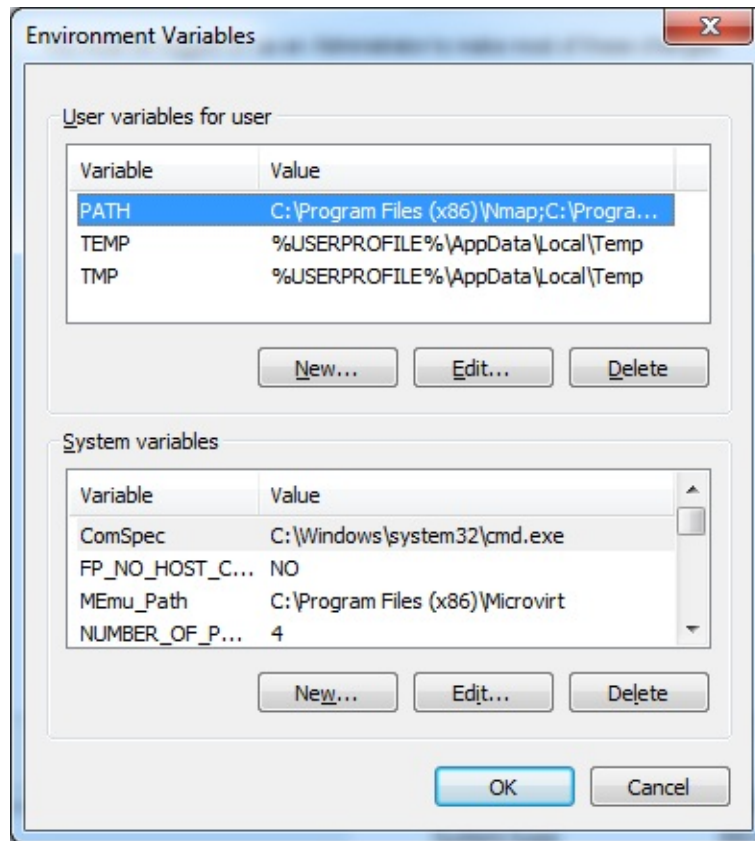 Environment Variables
User variables for user
Variable Value
PATH C:\Program Files (x86)\Nmap;C:\Progra...
TEMP %USERPROFILE%\AppData\Local\Temp
TMP %USERPROFILE%\AppData\Local\Temp
New... Edit... Delete
System variables
Variable Value
ComSpec C:\Windows\system32\cmd.exe
FP_NO_HOST_C... NO
MEmu_Path C:\Program Files (x86)\Microvirt
NUMBER_OF_P... 4
New... Edit... Delete
OK Cancel